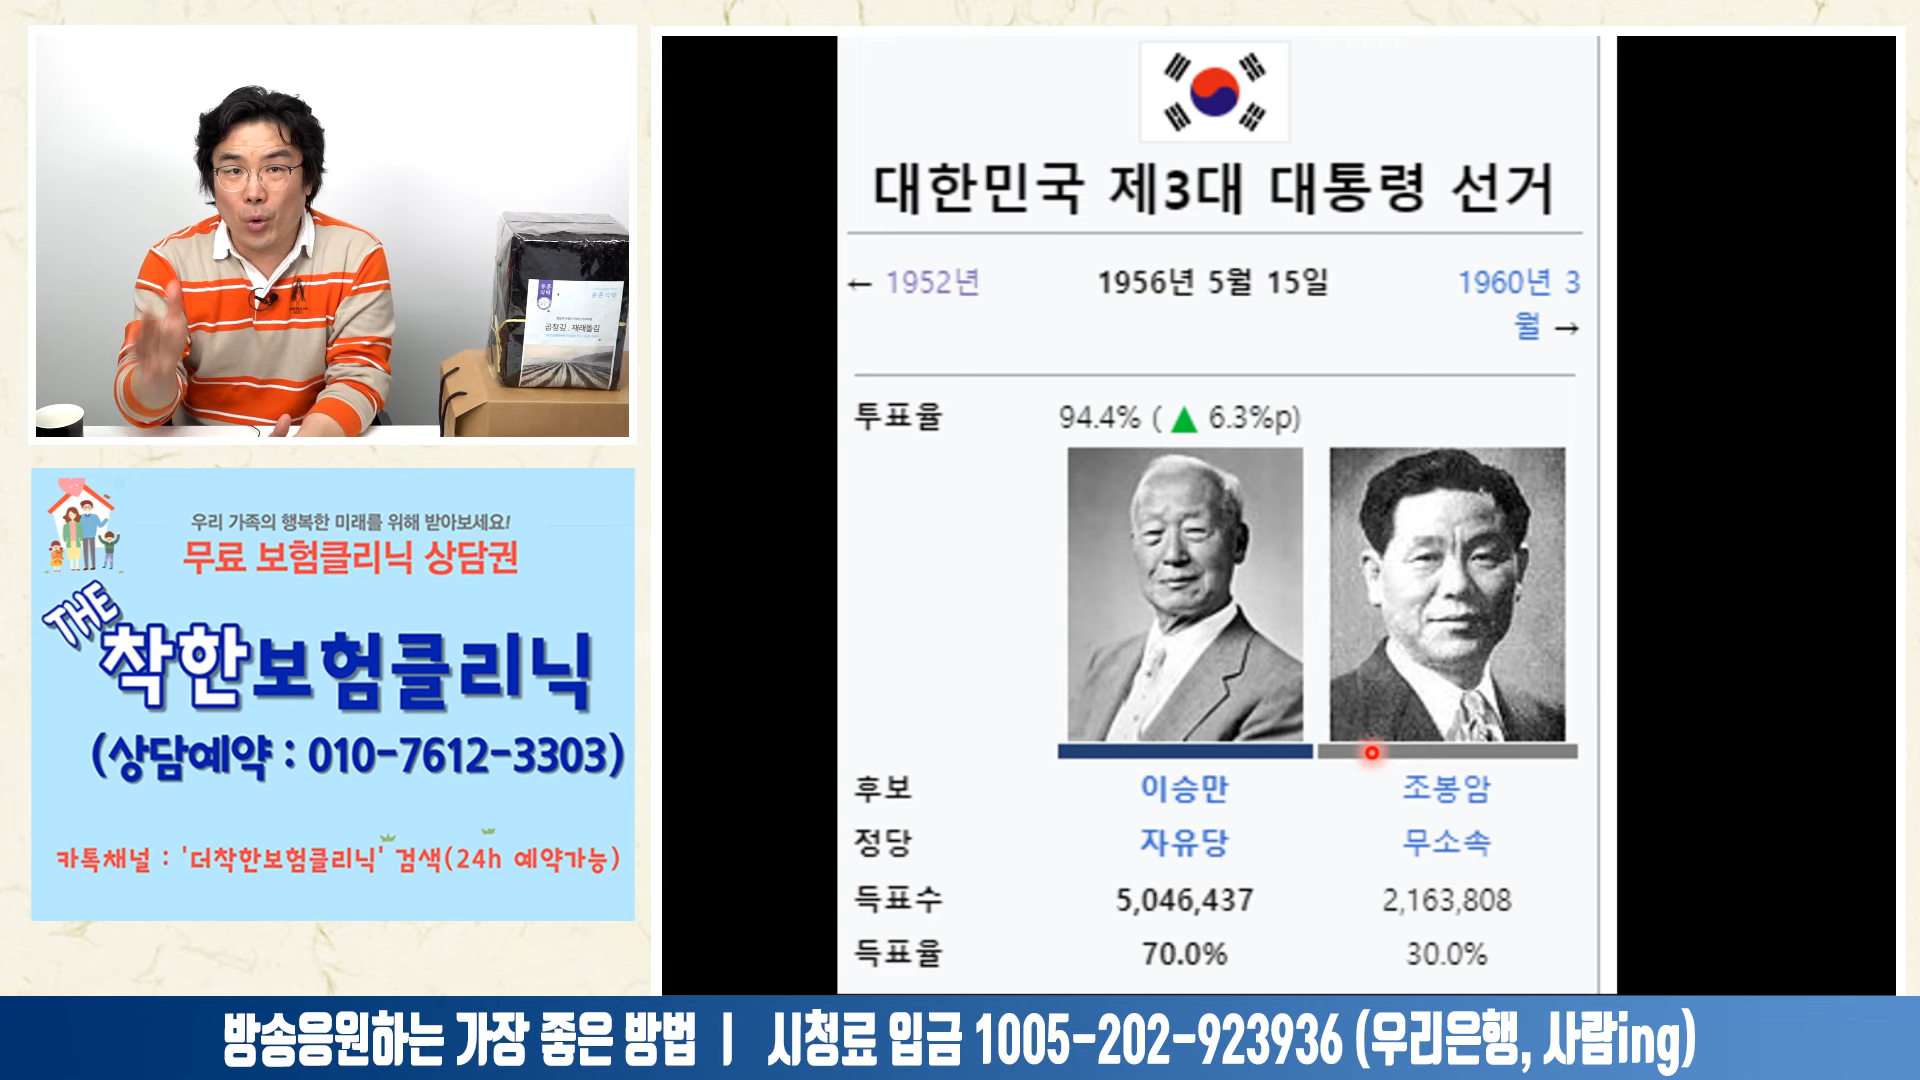 곱창김, 재래돌김
우리 가족의 행복한 미래를 위해 받아보세요!
무료 보험클리닉 상담권
THE
착한보험클리닉
(상담예약 : 010-7612-3303)
카톡채널 : '더착한보험클리닉' 검색(24h 예약가능)
대한민국 제3대 대통령 선거
← 1952년 1956년 5월 15일 1960년 3
월 →
투표율 94.4% ( ▲ 6.3%p)
후보 이승만 조봉암
정당 자유당 무소속
득표수 5,046,437 2,163,808
득표율 70.0% 30.0%
방송응원하는 가장 좋은 방법 | 시청료 입금 1005-202-923936 (우리은행, 사람ing)